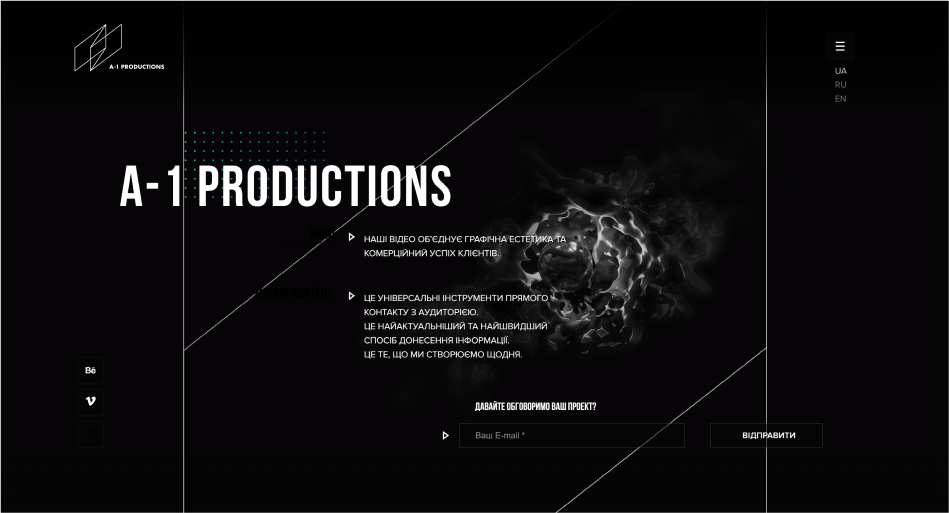 A-1 PRODUCTIONS
UA
RU
EN
A-1 PRODUCTIONS
НАШІ ВІДЕО ОБ'ЄДНУЄ ГРАФІЧНА ЕСТЕТИКА ТА
КОМЕРЦІЙНИЙ УСПІХ КЛІЄНТІВ.
ЦЕ УНІВЕРСАЛЬНІ ІНСТРУМЕНТИ ПРЯМОГО
КОНТАКТУ З АУДИТОРІЄЮ.
ЦЕ НАЙАКТУАЛЬНІШИЙ ТА НАЙШВИДШИЙ
СПОСІБ ДОНЕСЕННЯ ІНФОРМАЦІЇ.
ЦЕ ТЕ, ЩО МИ СТВОРЮЄМО ЩОДНЯ.
Bē
ДАВАЙТЕ ОБГОВОРИМО ВАШ ПРОЕКТ?
Ваш E-mail *
ВІДПРАВИТИ